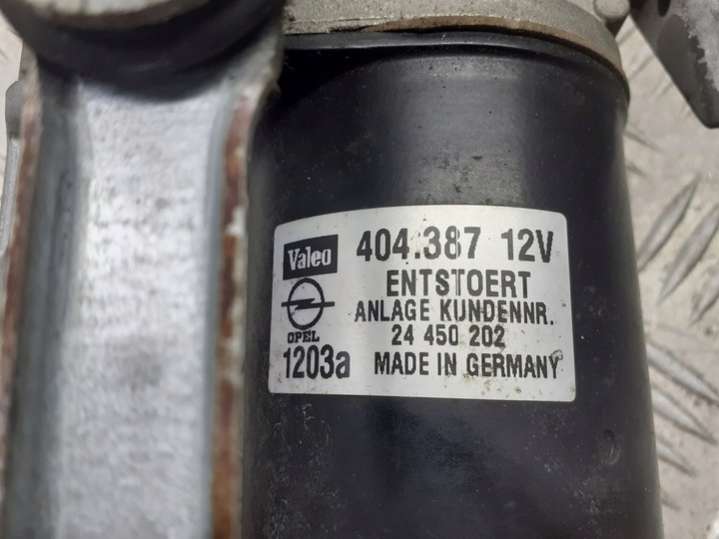 Valeo 404.387 12V
ENTSTOERT
ANLAGE KUNDENNR.
OPEL 24 450 202
1203a MADE IN GERMANY